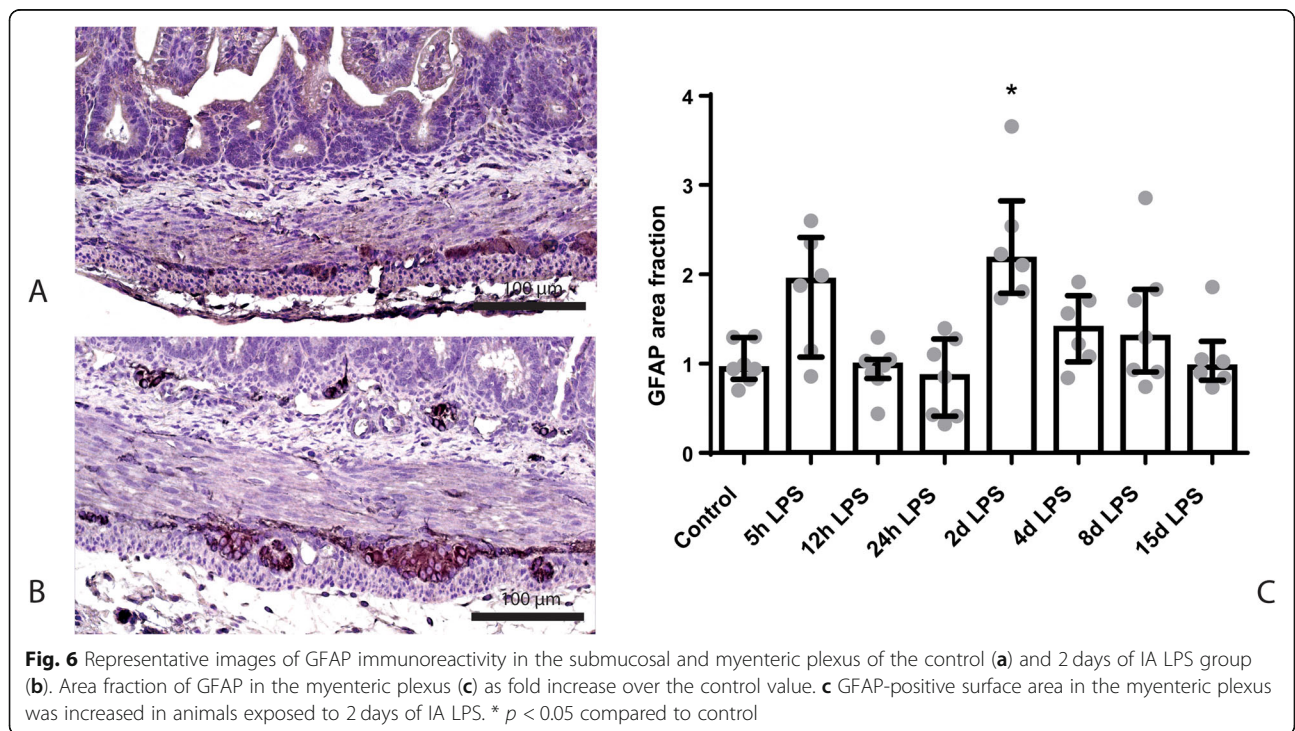 A
100 µm
B
100 µm
GFAP area fraction
4
3
2
1
0
*
Control
5h LPS
12h LPS
24h LPS
2d LPS
4d LPS
8d LPS
15d LPS
C
Fig. 6 Representative images of GFAP immunoreactivity in the submucosal and myenteric plexus of the control (a) and 2 days of IA LPS group
(b). Area fraction of GFAP in the myenteric plexus (c) as fold increase over the control value. c GFAP-positive surface area in the myenteric plexus
was increased in animals exposed to 2 days of IA LPS. * p < 0.05 compared to control